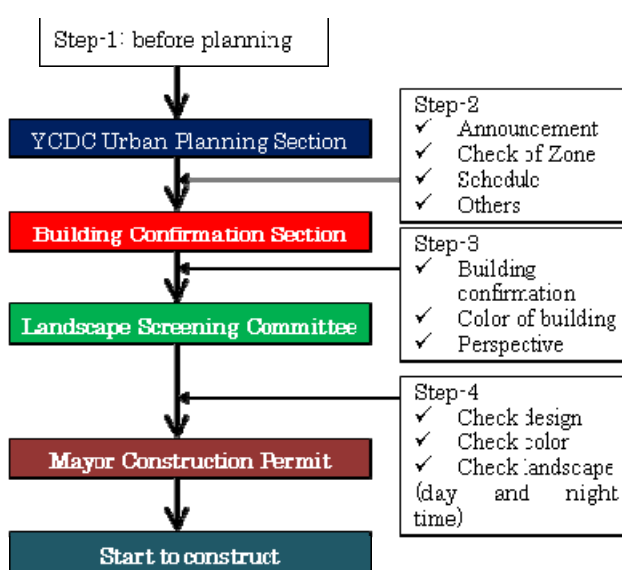 Step-1: before planning
YCDC Urban Planning Section
Step-2
✓ Announcement
✓ Check of Zone
✓ Schedule
✓ Others
Building Confirmation Section
Step-3
✓ Building
confirmation
✓ Color of building
✓ Perspective
Landscape Screening Committee
Step-4
✓ Check design
✓ Check color
✓ Check landscape
(day and night
time)
Mayor Construction Permit
Start to construct